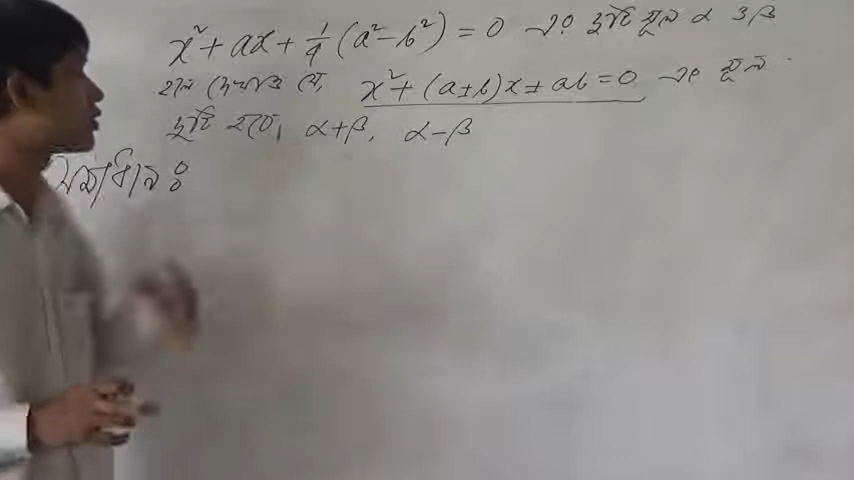 x² + ax + 1/4 (a² - b²) = 0 এর দুটি মূল α ও β
হলে দেখাও যে, x² + (a ± b)x ± ab = 0 এর মূল
দুটি হবে, α+β, α-β
সমাধান :